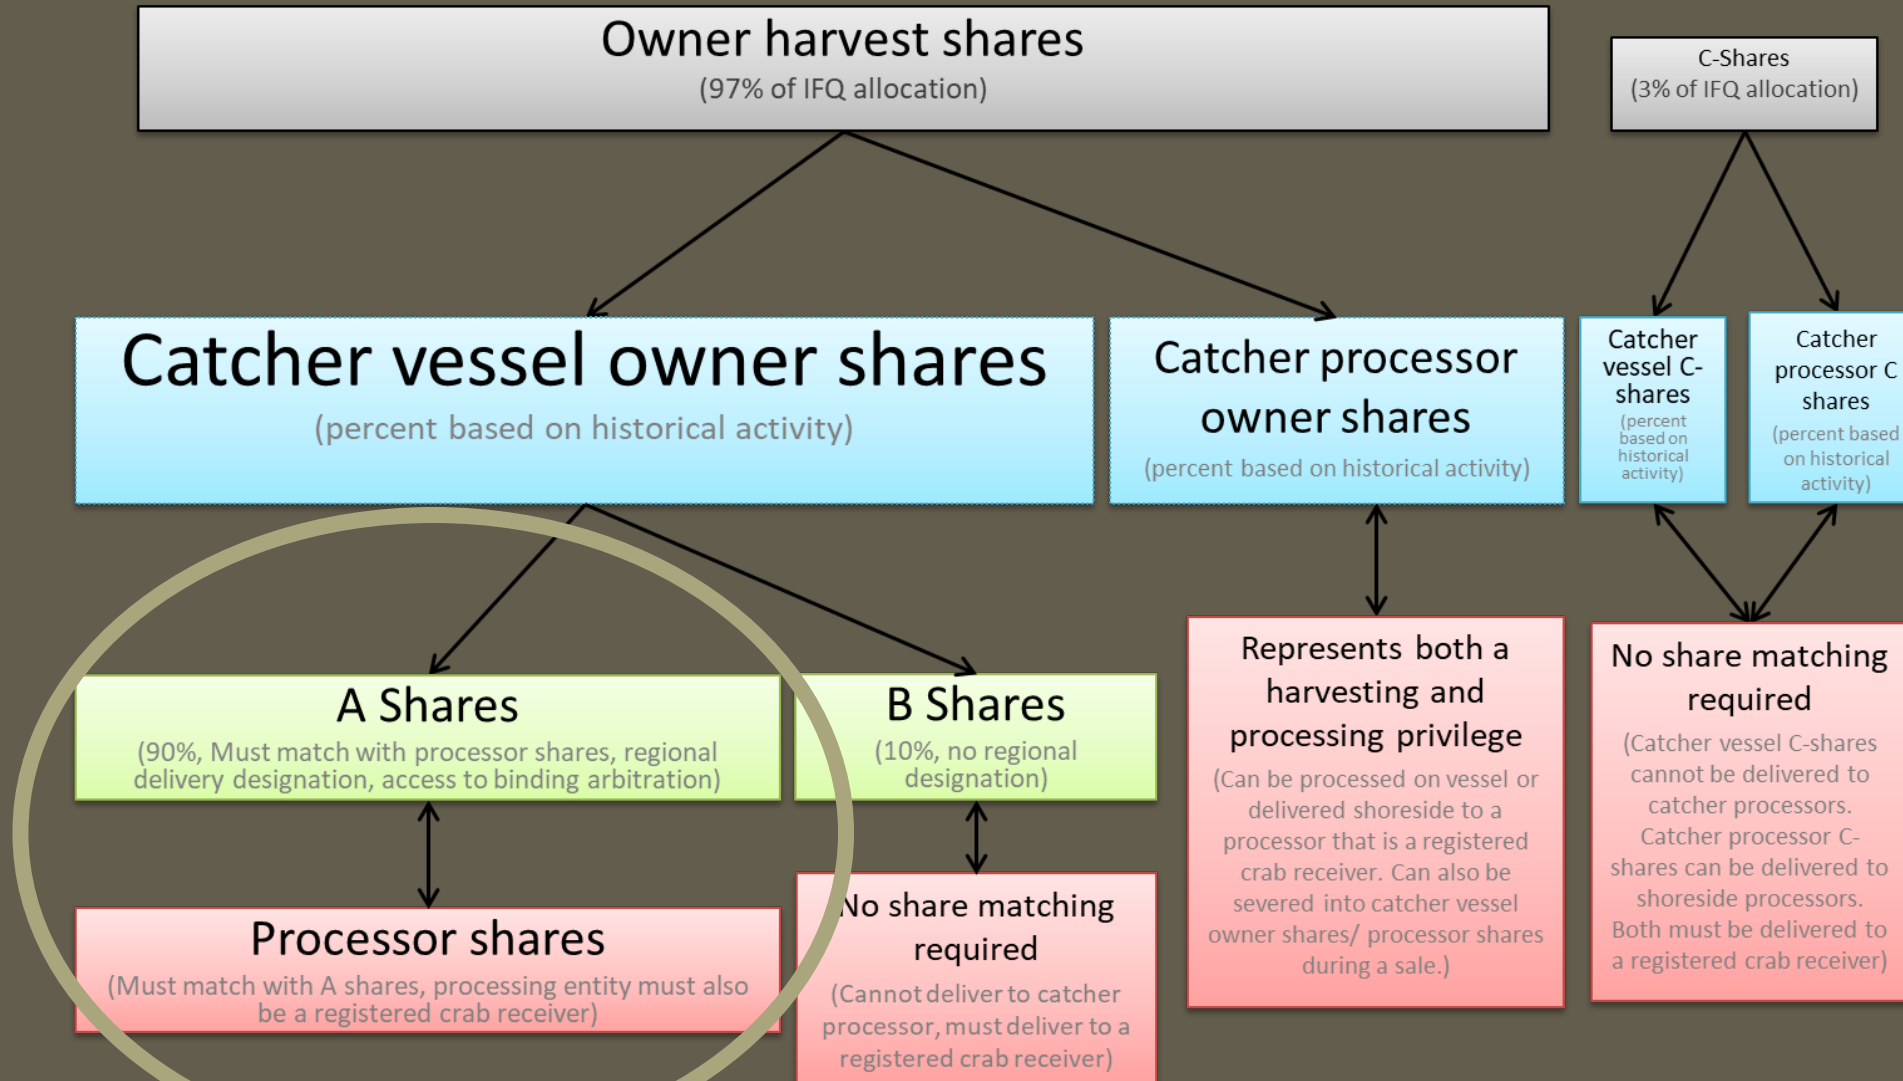 Owner harvest shares
(97% of IFQ allocation)
C-Shares
(3% of IFQ allocation)
Catcher vessel owner shares
(percent based on historical activity)
Catcher processor
owner shares
(percent based on historical activity)
Catcher
vessel C-
shares
(percent
based on
historical
activity)
Catcher
processor C
shares
(percent based
on historical
activity)
A Shares
(90%, Must match with processor shares, regional
delivery designation, access to binding arbitration)
B Shares
(10%, no regional
designation)
Processor shares
(Must match with A shares, processing entity must also
be a registered crab receiver)
No share matching
required
(Cannot deliver to catcher
processor, must deliver to a
registered crab receiver)
Represents both a
harvesting and
processing privilege
(Can be processed on vessel or
delivered shoreside to a
processor that is a registered
crab receiver. Can also be
severed into catcher vessel
owner shares/ processor shares
during a sale.)
No share matching
required
(Catcher vessel C-shares
cannot be delivered to
catcher processors.
Catcher processor C-
shares can be delivered to
shoreside processors.
Both must be delivered to
a registered crab receiver)